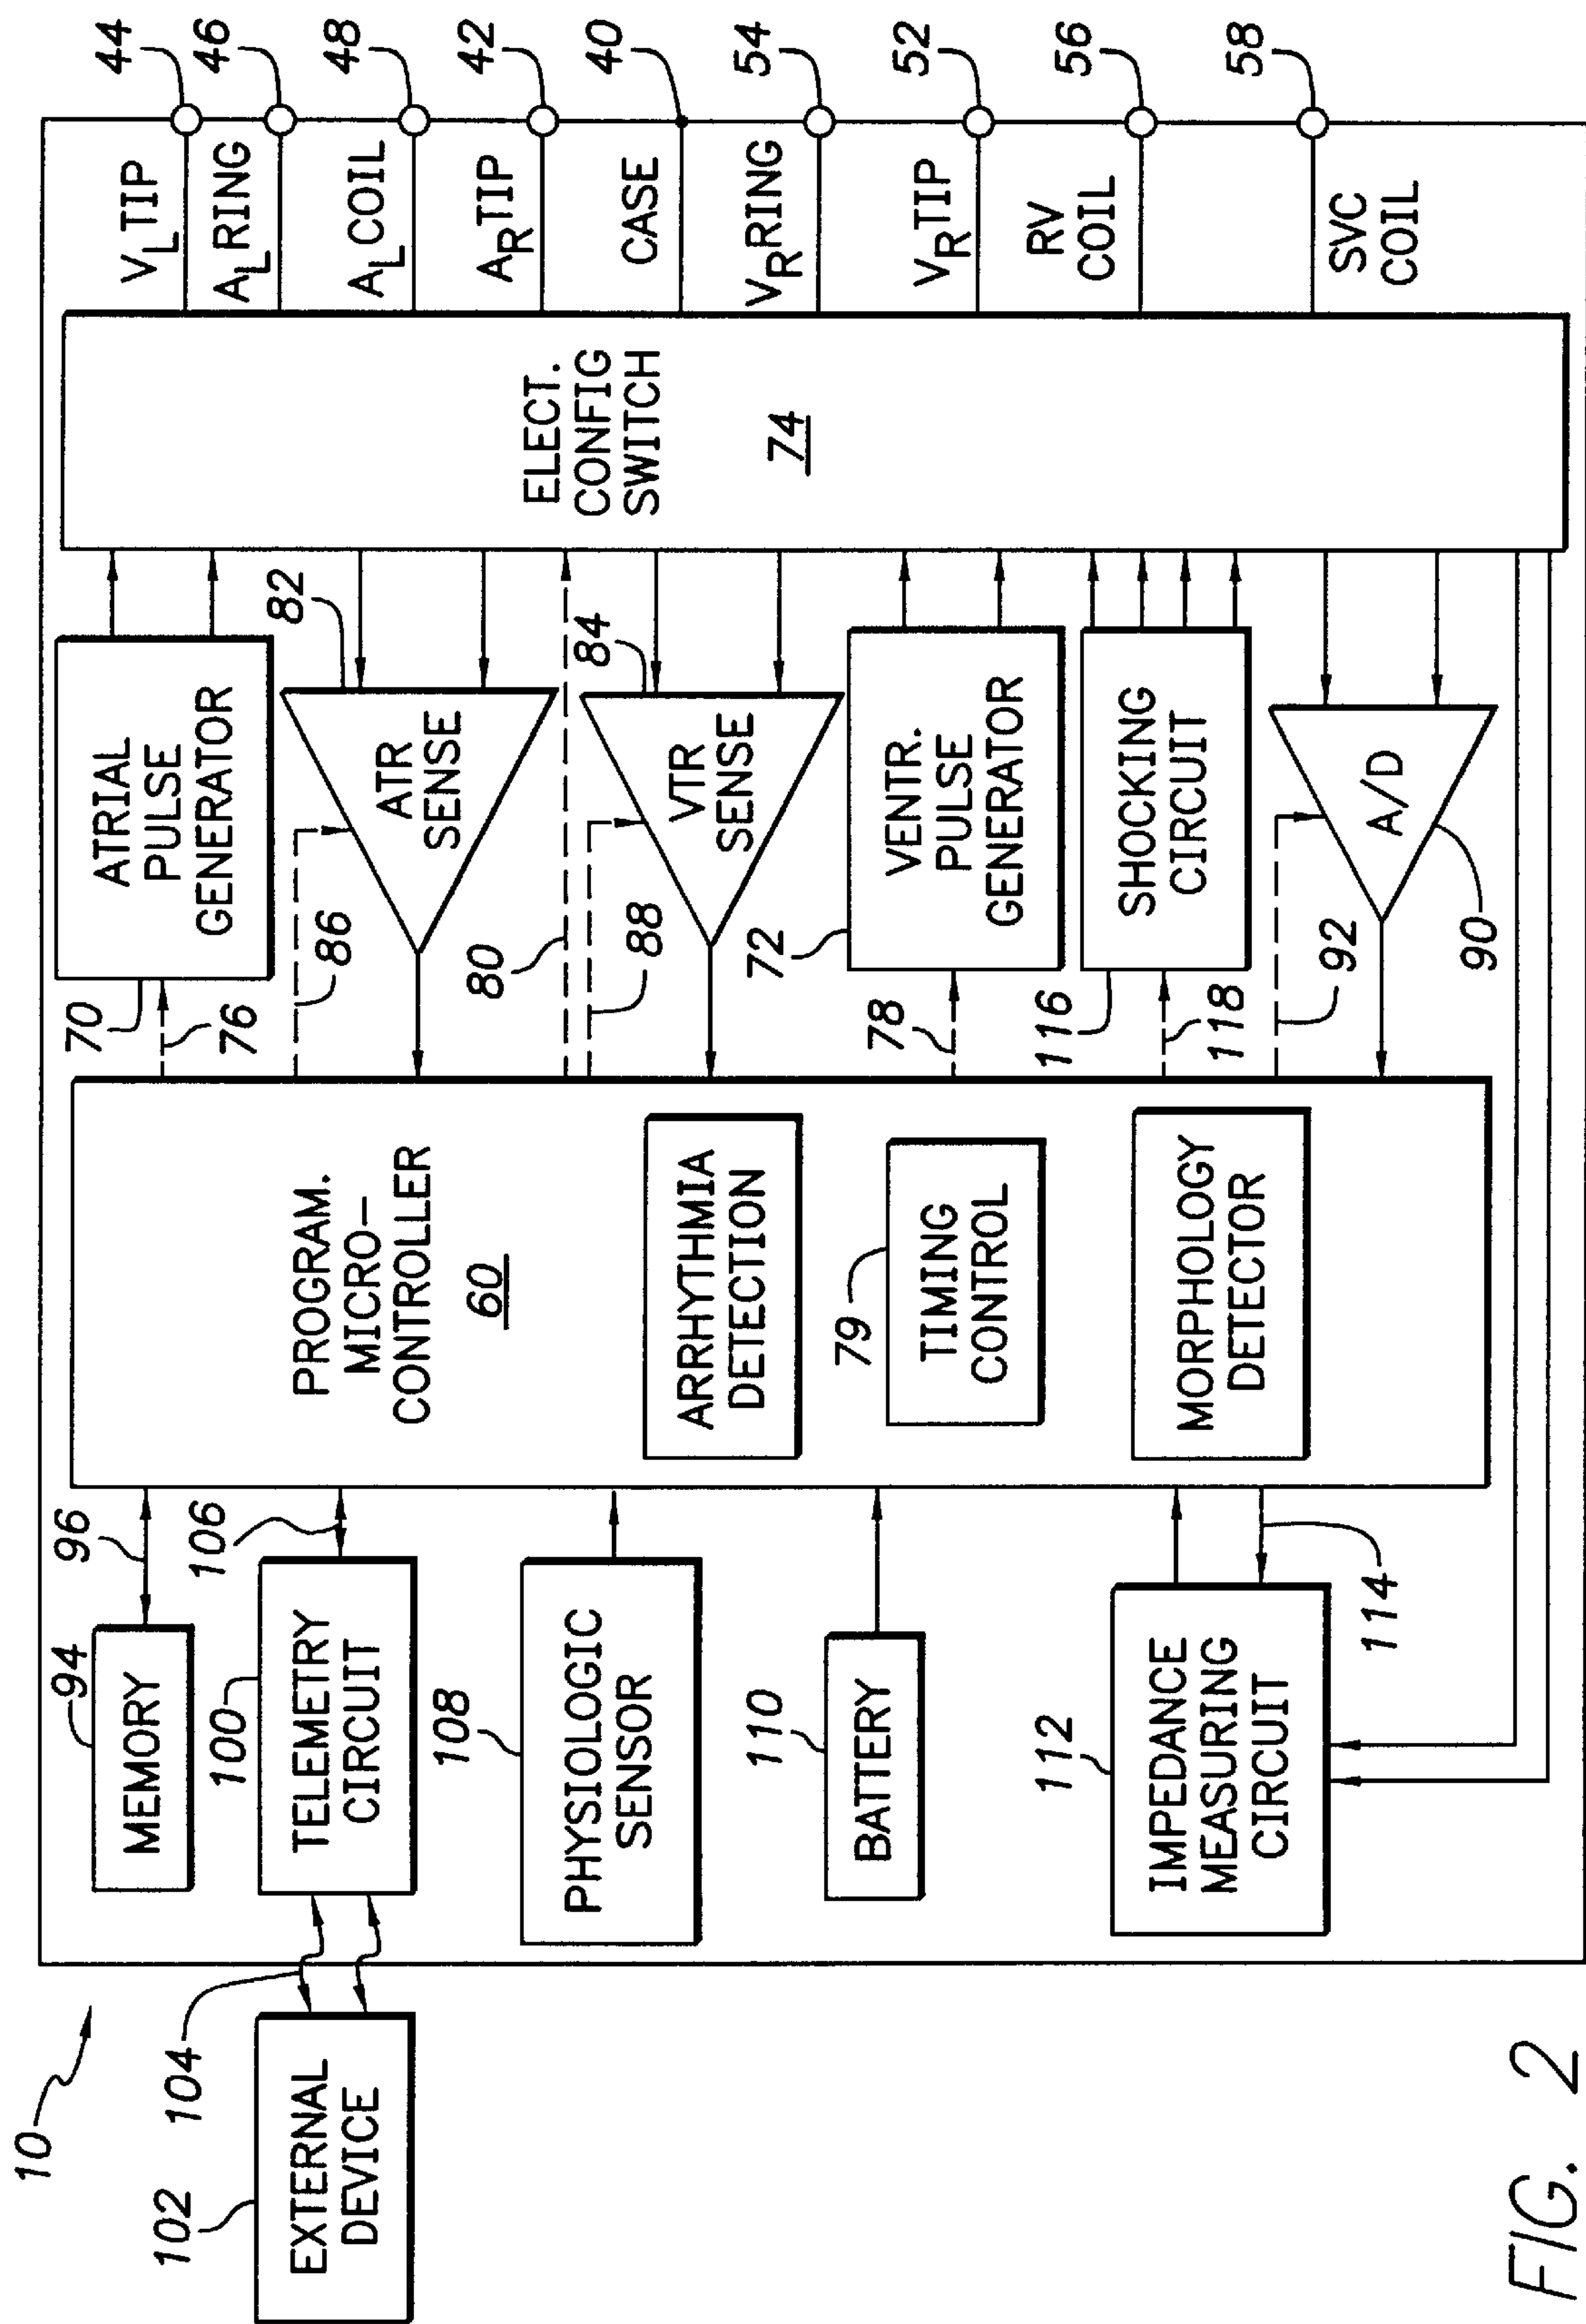 10
102
EXTERNAL
DEVICE
104
94
MEMORY
96
100
TELEMETRY
CIRCUIT
106
108
PHYSIOLOGIC
SENSOR
110
BATTERY
112
IMPEDANCE
MEASURING
CIRCUIT
114
PROGRAM.
MICRO-
CONTROLLER
60
ARRHYTHMIA
DETECTION
79
TIMING
CONTROL
MORPHOLOGY
DETECTOR
70
76
ATRIAL
PULSE
GENERATOR
86
82
ATR
SENSE
80
88
84
VTR
SENSE
72
78
VENTR.
PULSE
GENERATOR
116
118
SHOCKING
CIRCUIT
92
A/D
90
ELECT.
CONFIG
SWITCH
74
VLTIP
44
ALRING
46
ALCOIL
48
ARTIP
42
CASE
40
VRRING
54
VRTIP
52
RV
COIL
56
SVC
COIL
58
FIG. 2